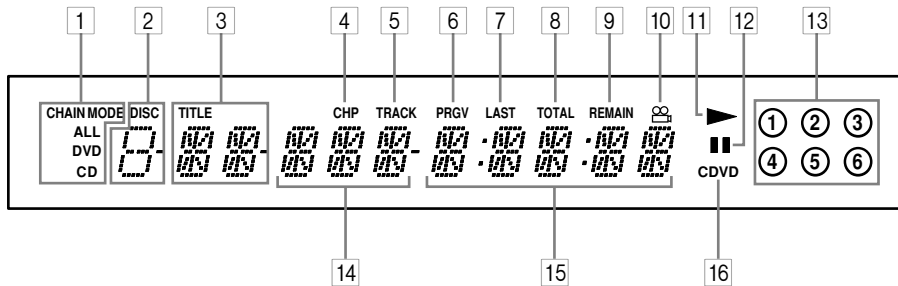 1 2 3 4 5 6 7 8 9 10 11 12 13
CHAIN MODE DISC TITLE CHP TRACK PRGV LAST TOTAL REMAIN
ALL
DVD
CD
1 2 3
4 5 6
CDVD
14 15 16